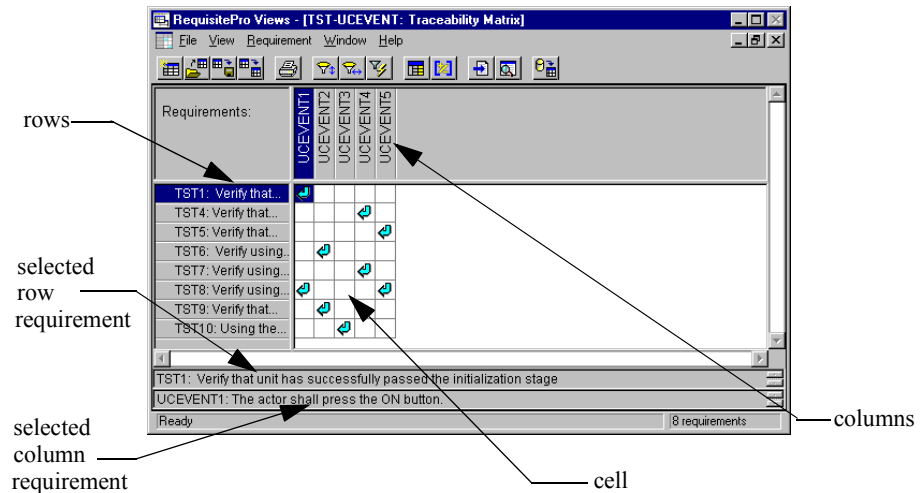 RequisitePro Views - [TST-UCEVENT: Traceability Matrix]
File View Requirement Window Help
Requirements:
UCEVENT1
UCEVENT2
UCEVENT3
UCEVENT4
UCEVENT5
rows
TST1: Verify that...
TST4: Verify that...
TST5: Verify that...
TST6: Verify using...
TST7: Verify using...
TST8: Verify using...
TST9: Verify that...
TST10: Using the...
selected
row
requirement
TST1: Verify that unit has successfully passed the initialization stage
UCEVENT1: The actor shall press the ON button.
Ready
8 requirements
columns
selected
column
requirement
cell